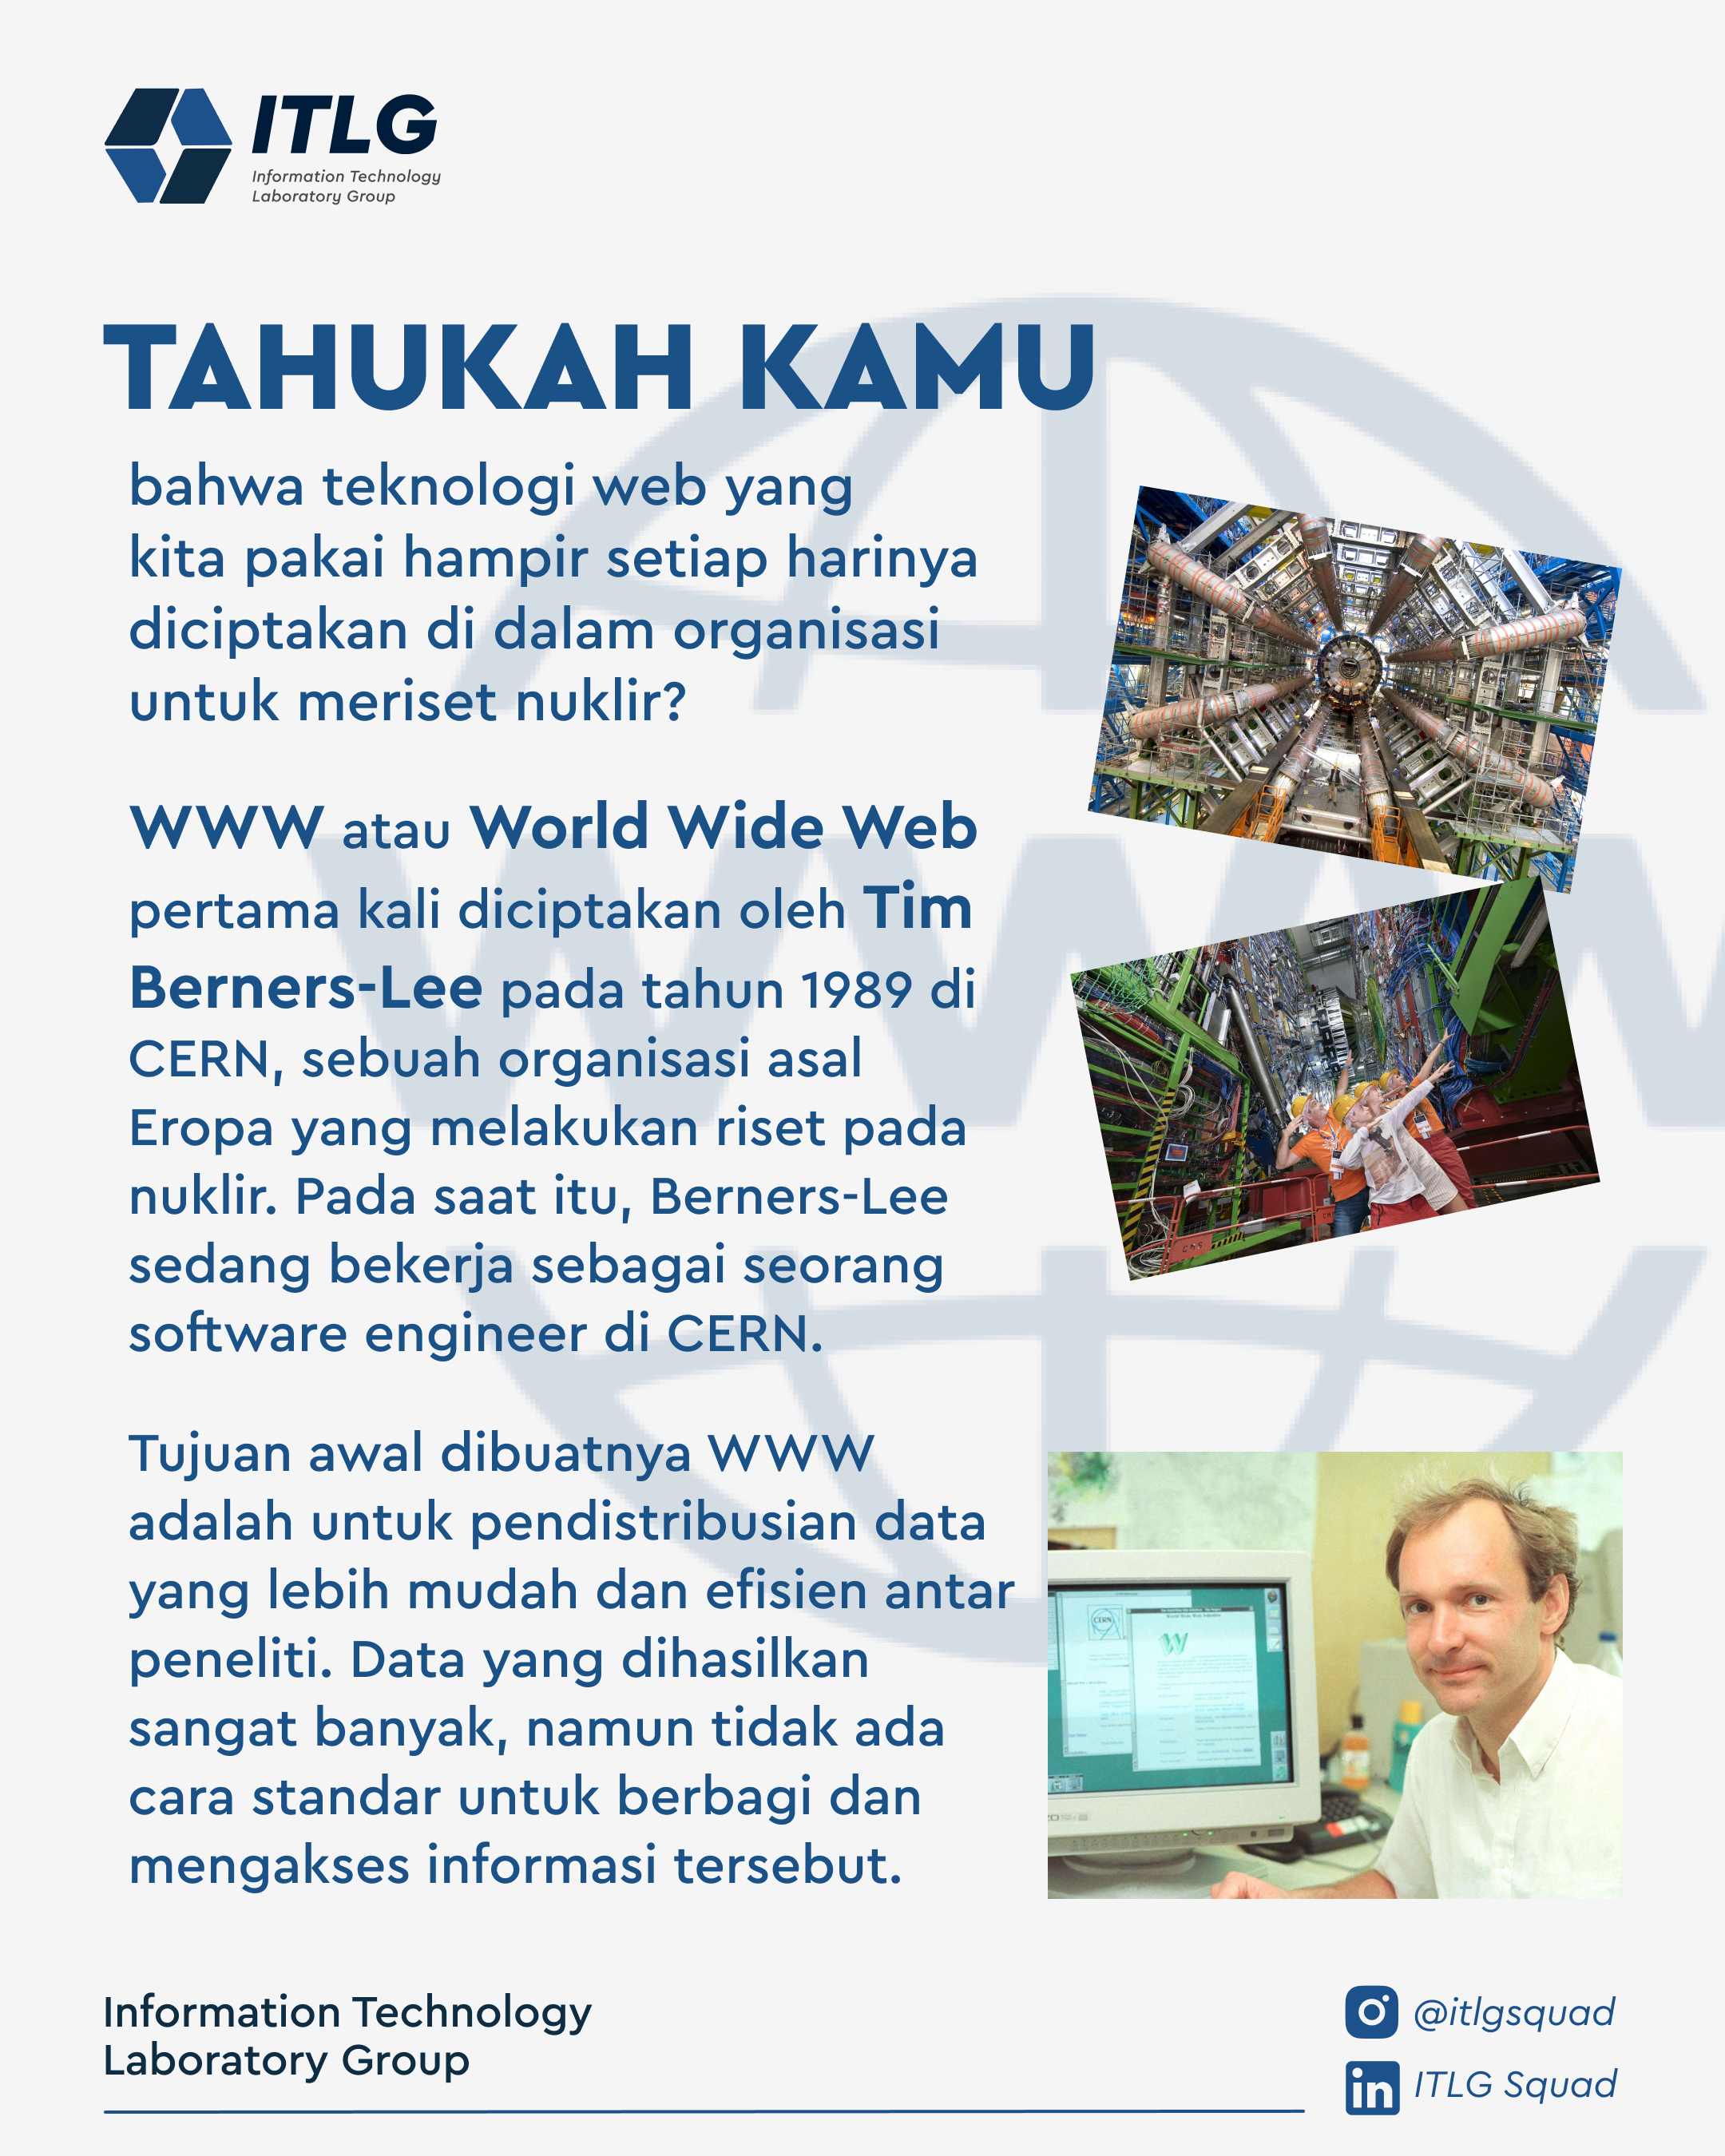 ITLG
Information Technology
Laboratory Group
TAHUKAH KAMU
bahwa teknologi web yang
kita pakai hampir setiap harinya
diciptakan di dalam organisasi
untuk meriset nuklir?
WWW atau World Wide Web
pertama kali diciptakan oleh Tim
Berners-Lee pada tahun 1989 di
CERN, sebuah organisasi asal
Eropa yang melakukan riset pada
nuklir. Pada saat itu, Berners-Lee
sedang bekerja sebagai seorang
software engineer di CERN.
Tujuan awal dibuatnya WWW
adalah untuk pendistribusian data
yang lebih mudah dan efisien antar
peneliti. Data yang dihasilkan
sangat banyak, namun tidak ada
cara standar untuk berbagi dan
mengakses informasi tersebut.
CERN
W
Information Technology
Laboratory Group
@itlgsquad
in ITLG Squad